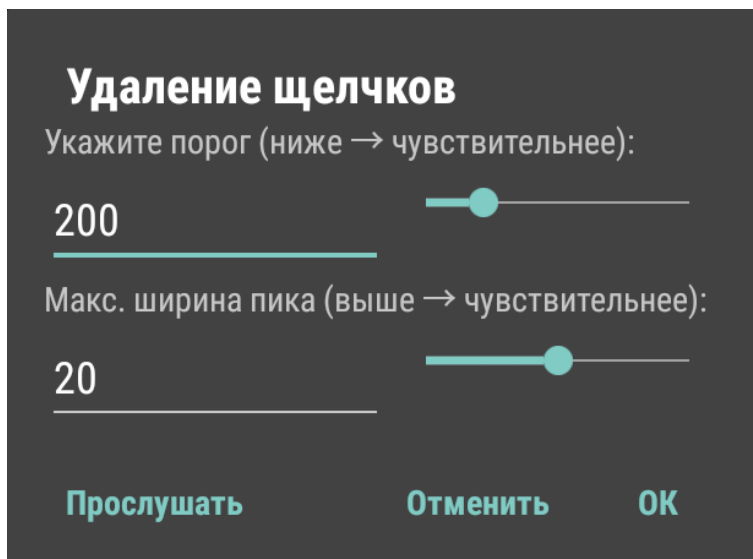 Удаление щелчков
Укажите порог (ниже → чувствительнее):
200
Макс. ширина пика (выше → чувствительнее):
20
Прослушать Отменить OK